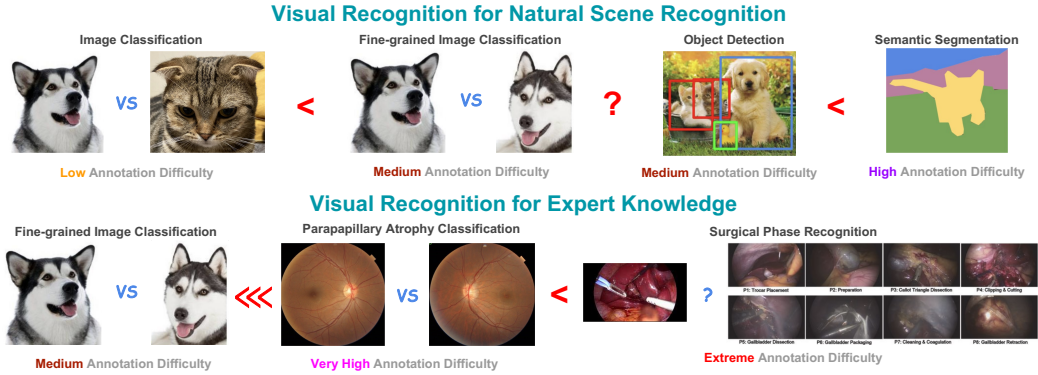 Visual Recognition for Natural Scene Recognition
Image Classification
Fine-grained Image Classification
Object Detection
Semantic Segmentation
VS
<
VS
?
<
Low Annotation Difficulty
Medium Annotation Difficulty
Medium Annotation Difficulty
High Annotation Difficulty
Visual Recognition for Expert Knowledge
Fine-grained Image Classification
Parapapillary Atrophy Classification
Surgical Phase Recognition
VS
<<<
VS
<
?
P1: Trocar Placement
P2: Preparation
P3: Callot Triangle Dissection
P4: Clipping & Cutting
P5: Gallbladder Dissection
P6: Gallbladder Packaging
P7: Cleaning & Coagulation
P8: Gallbladder Retraction
Medium Annotation Difficulty
Very High Annotation Difficulty
Extreme Annotation Difficulty